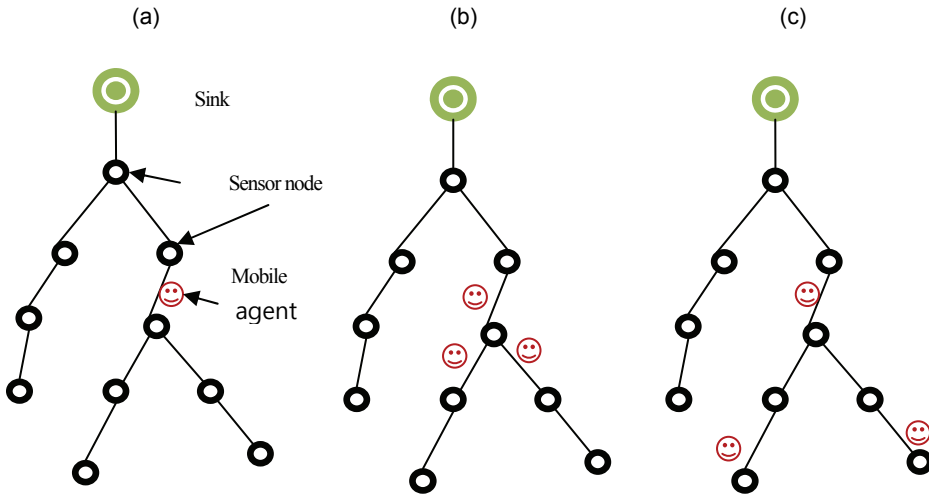 (a)
(b)
(c)
Sink
Sensor node
Mobile
agent